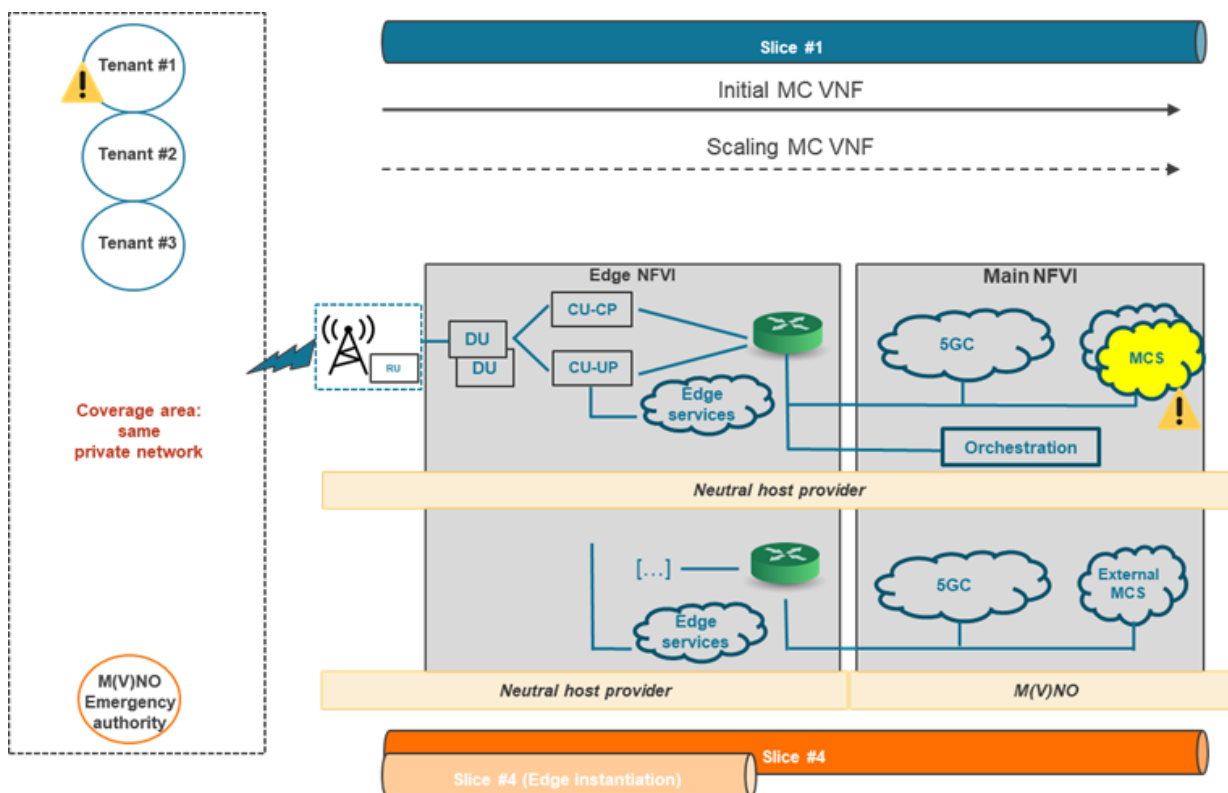 Tenant #1
Tenant #2
Tenant #3
Coverage area:
same
private network
M(V)NO
Emergency
authority
Slice #1
Initial MC VNF
Scaling MC VNF
Edge NFVI
Main NFVI
RU
DU
DU
CU-CP
CU-UP
Edge
services
5GC
MCS
Orchestration
Neutral host provider
[...]
Edge
services
5GC
External
MCS
Neutral host provider
M(V)NO
Slice #4
Slice #4 (Edge instantiation)